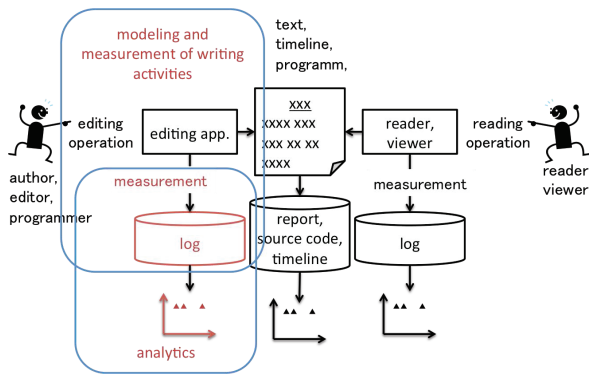 modeling and
measurement of writing
activities
text,
timeline,
programm,
xxx
xxxx xxx
xxx xx xx
xxxx
editing
operation
editing app.
reader,
viewer
reading
operation
author,
editor,
programmer
reader
viewer
measurement
measurement
log
report,
source code,
timeline
log
analytics